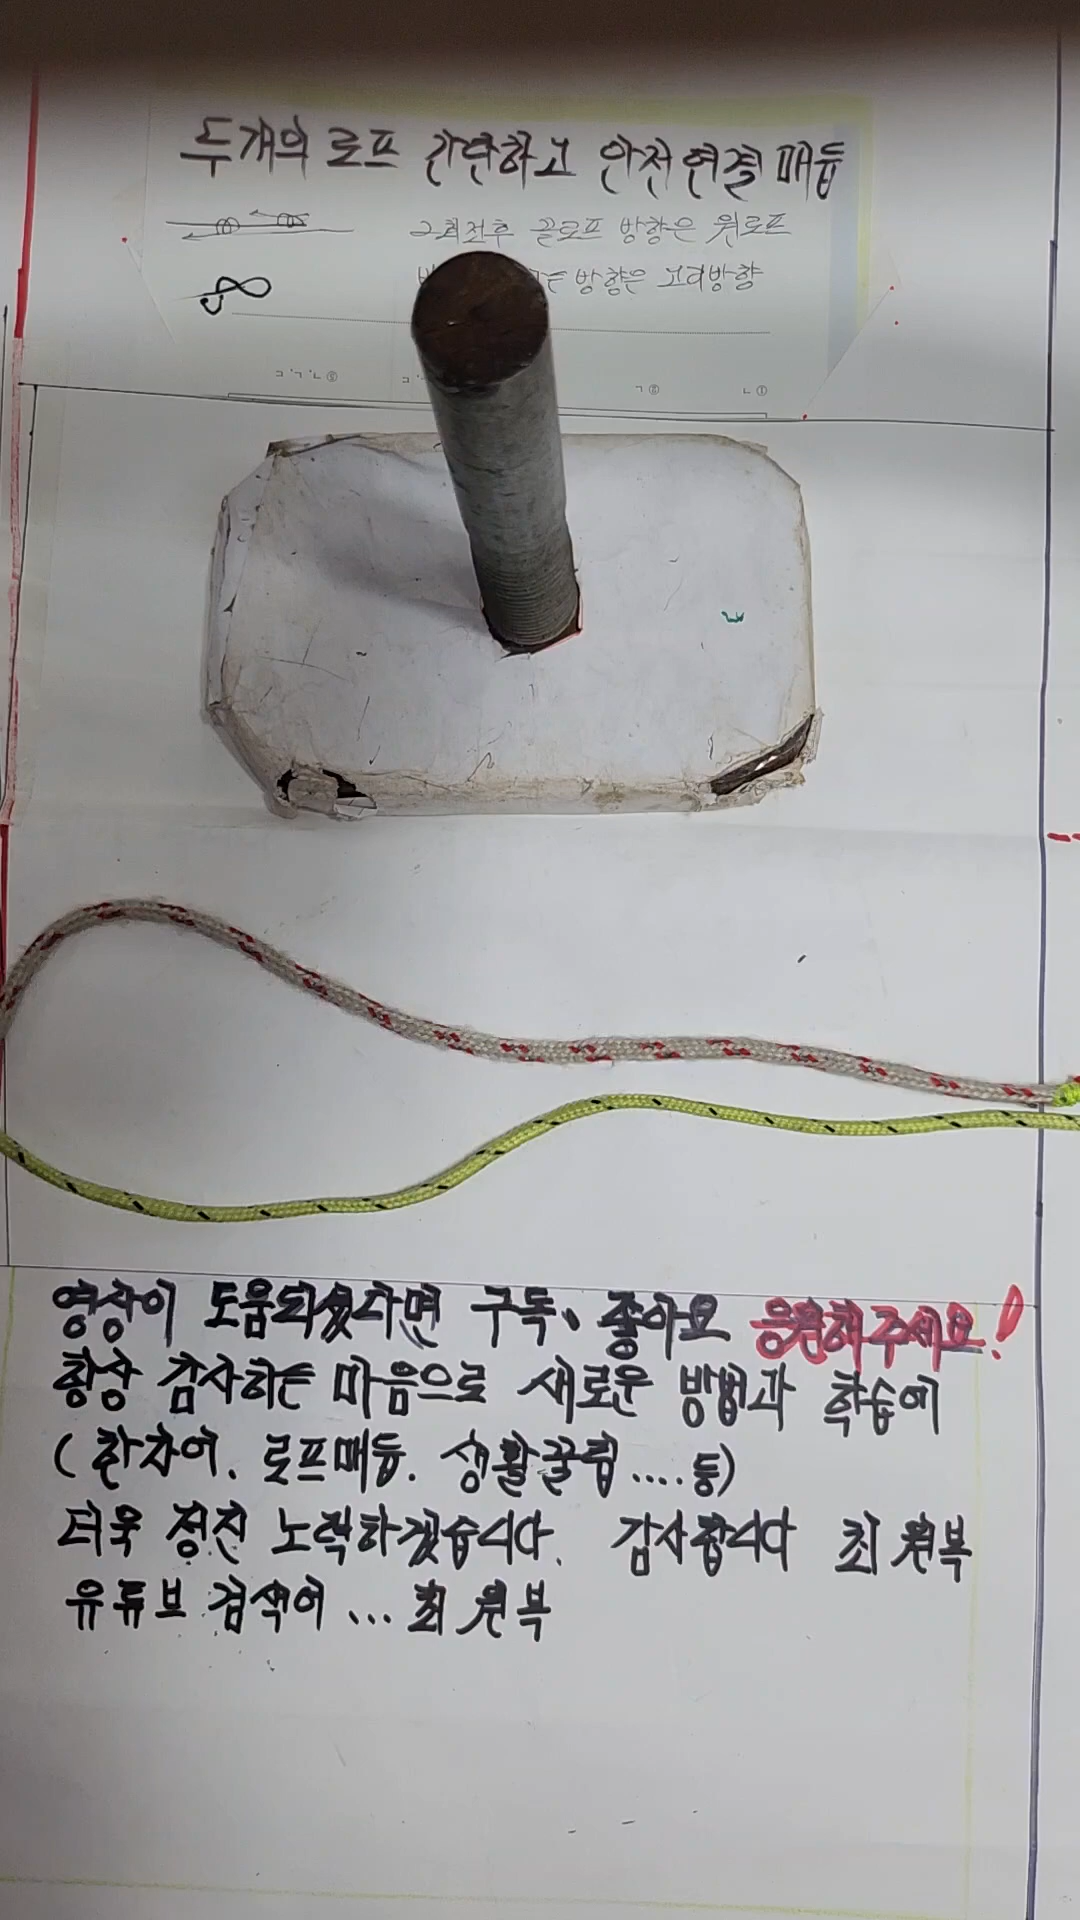 두개의 로프 간단하고 안전연결 매듭
2회전후 끝로프 방향은 윗로프
방향은 고리방향
영상이 도움되셨다면 구독、좋아요 응원해주세요!
항상 감사하는 마음으로 새로운 방법과 학습에
(한자어. 로프매듭. 생활꿀팁....등)
더욱 정진 노력하겠습니다. 감사합니다 최원복
유튜브 검색어 ... 최원복